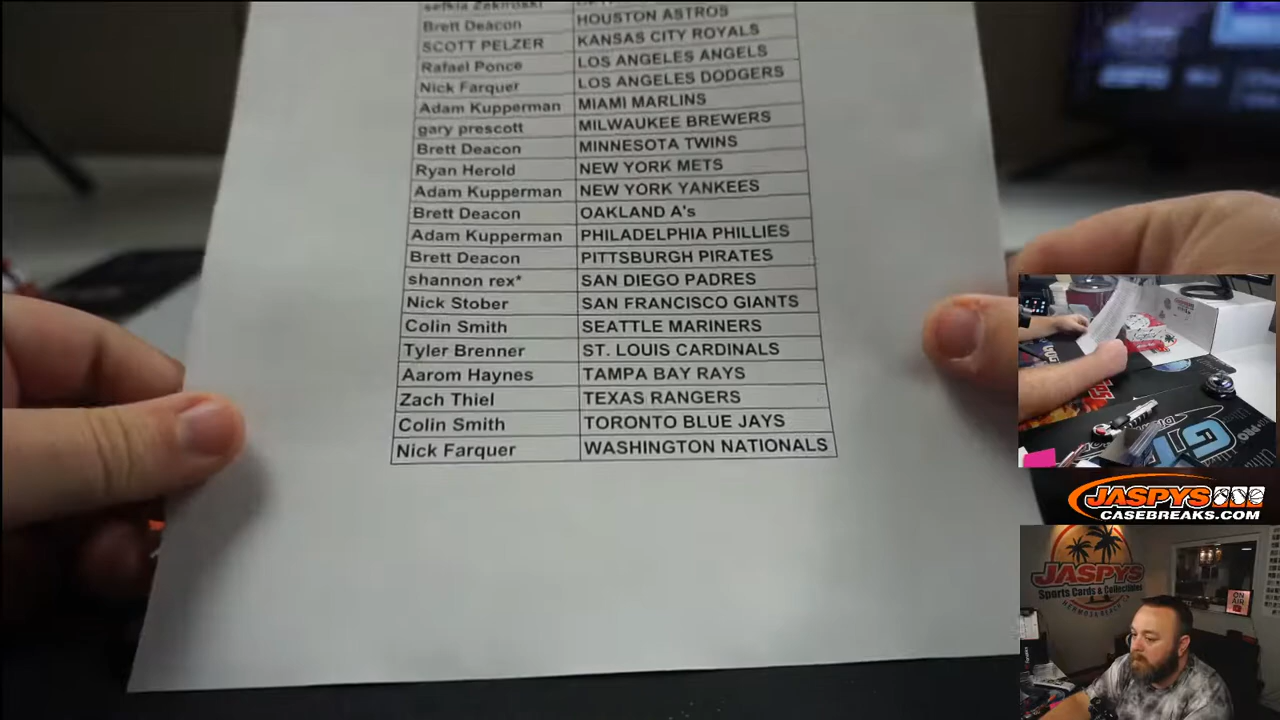 Brett Deacon HOUSTON ASTROS
SCOTT PELZER KANSAS CITY ROYALS
Rafael Ponce LOS ANGELES ANGELS
Nick Farquer LOS ANGELES DODGERS
Adam Kupperman MIAMI MARLINS
gary prescott MILWAUKEE BREWERS
Brett Deacon MINNESOTA TWINS
Ryan Herold NEW YORK METS
Adam Kupperman NEW YORK YANKEES
Brett Deacon OAKLAND A's
Adam Kupperman PHILADELPHIA PHILLIES
Brett Deacon PITTSBURGH PIRATES
shannon rex* SAN DIEGO PADRES
Nick Stober SAN FRANCISCO GIANTS
Colin Smith SEATTLE MARINERS
Tyler Brenner ST. LOUIS CARDINALS
Aarom Haynes TAMPA BAY RAYS
Zach Thiel TEXAS RANGERS
Colin Smith TORONTO BLUE JAYS
Nick Farquer WASHINGTON NATIONALS
JASPYS
CASEBREAKS.COM
JASPYS
Sports Cards & Collectibles
HERMOSA BEACH, CA
ON
AIR